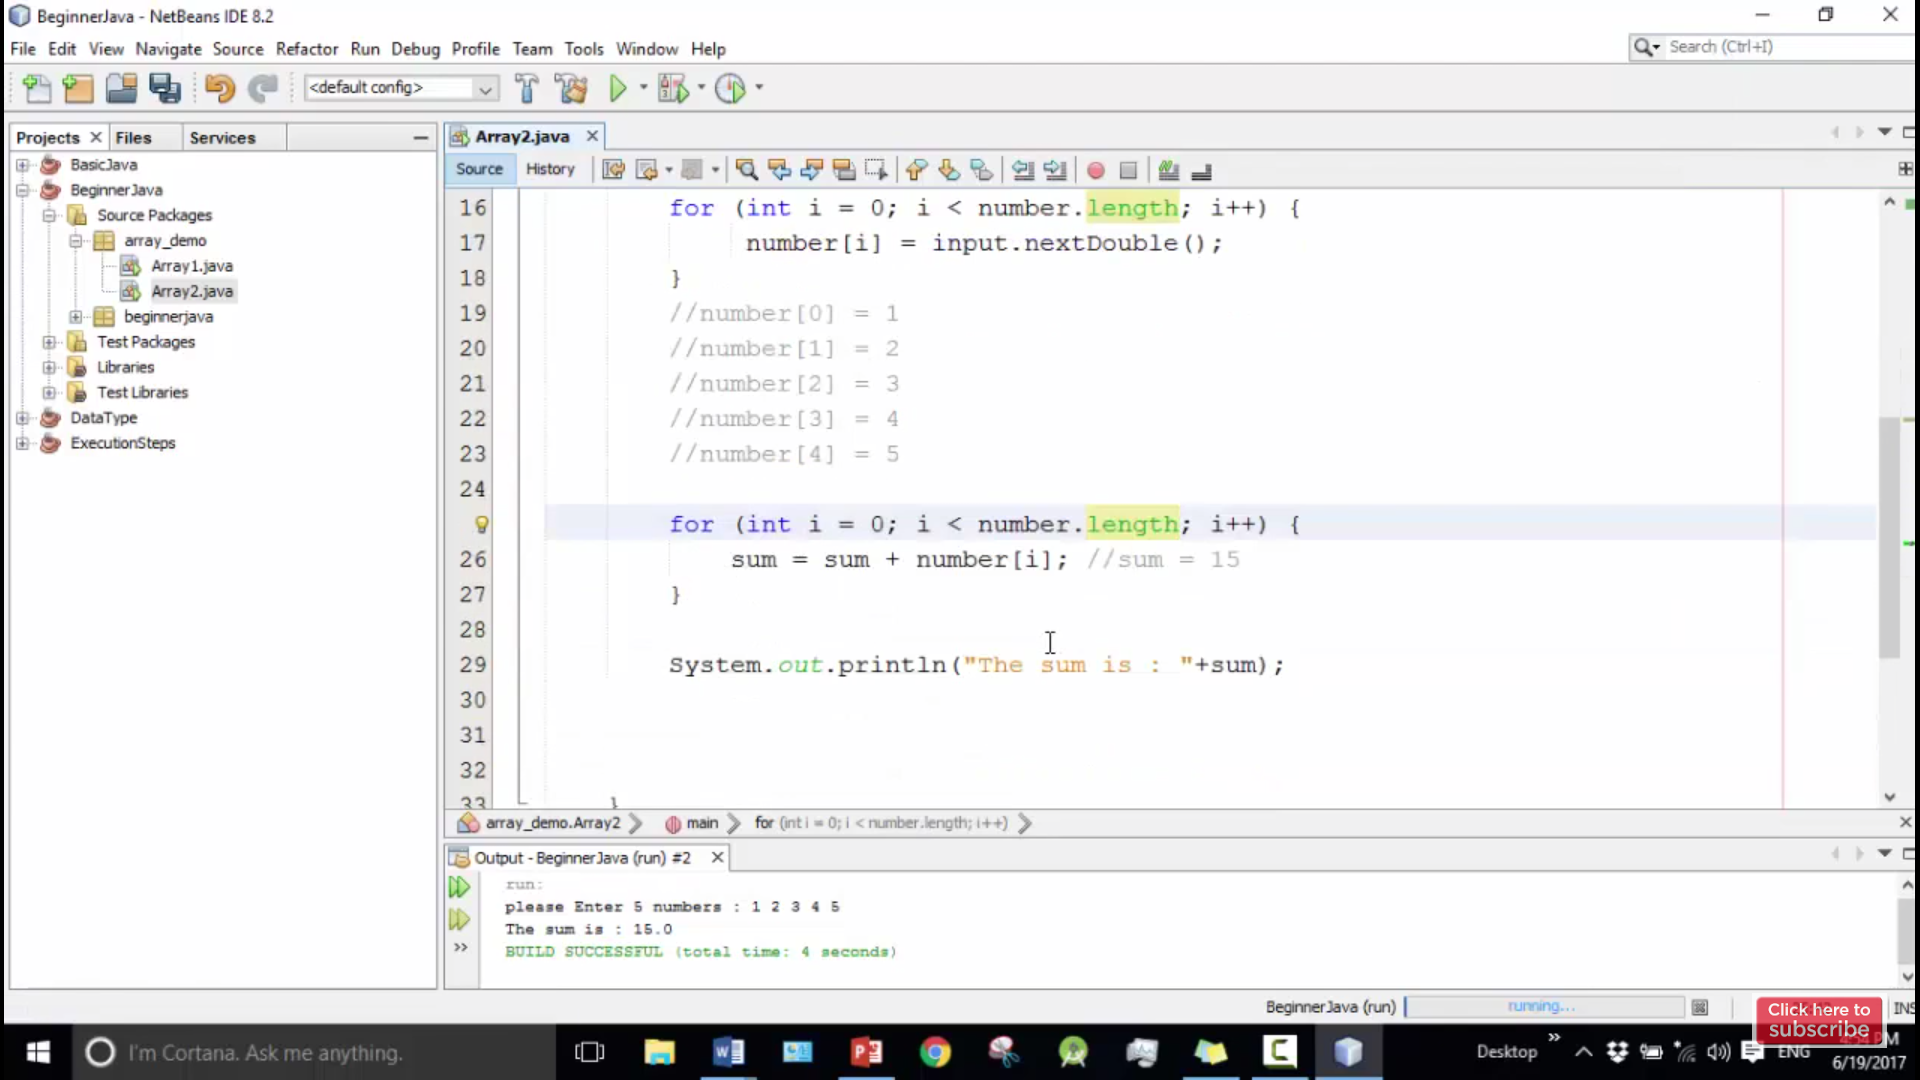 BeginnerJava - NetBeans IDE 8.2
File Edit View Navigate Source Refactor Run Debug Profile Team Tools Window Help
Search (Ctrl+I)
<default config>
Projects Files Services
BasicJava
BeginnerJava
Source Packages
array_demo
Array1.java
Array2.java
beginnerjava
Test Packages
Libraries
Test Libraries
DataType
ExecutionSteps
Array2.java
Source History
16 for (int i = 0; i < number.length; i++) {
17 number[i] = input.nextDouble();
18 }
19 //number[0] = 1
20 //number[1] = 2
21 //number[2] = 3
22 //number[3] = 4
23 //number[4] = 5
24
for (int i = 0; i < number.length; i++) {
26 sum = sum + number[i]; //sum = 15
27 }
28
29 System.out.println("The sum is : "+sum);
30
31
32
33 }
array_demo.Array2 main for (int i = 0; i < number.length; i++)
Output - BeginnerJava (run) #2
run:
please Enter 5 numbers : 1 2 3 4 5
The sum is : 15.0
BUILD SUCCESSFUL (total time: 4 seconds)
BeginnerJava (run) running... INS
Click here to
subscribe
I'm Cortana. Ask me anything.
Desktop ENG
4:54 PM
6/19/2017